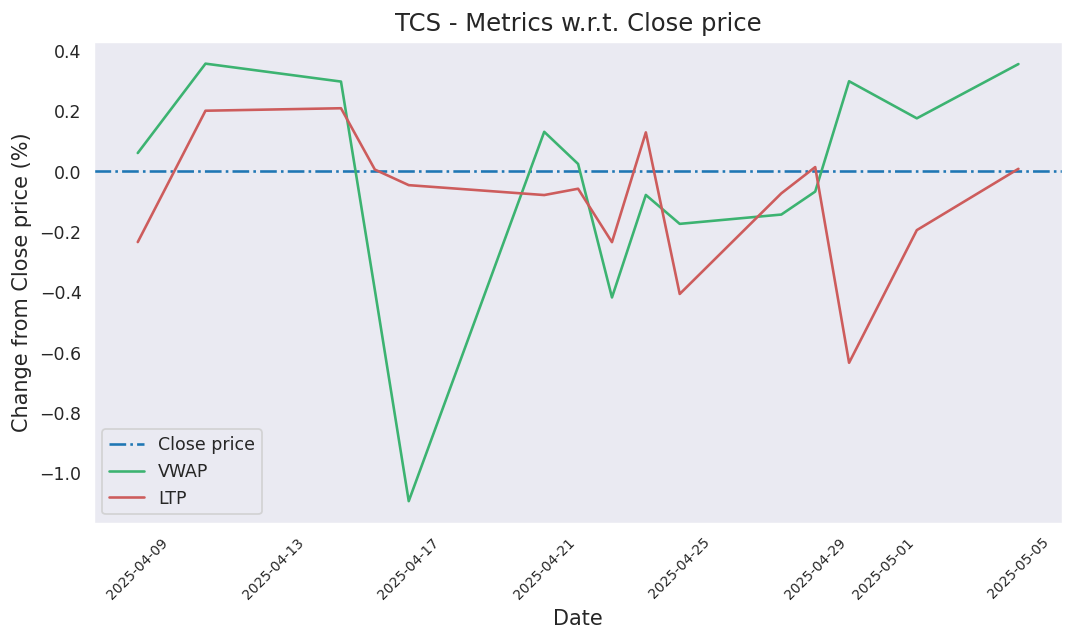 TCS - Metrics w.r.t. Close price
Change from Close price (%)
0.4
0.2
0.0
−0.2
−0.4
−0.6
−0.8
−1.0
Close price
VWAP
LTP
2025-04-09
2025-04-13
2025-04-17
2025-04-21
2025-04-25
2025-04-29
2025-05-01
2025-05-05
Date